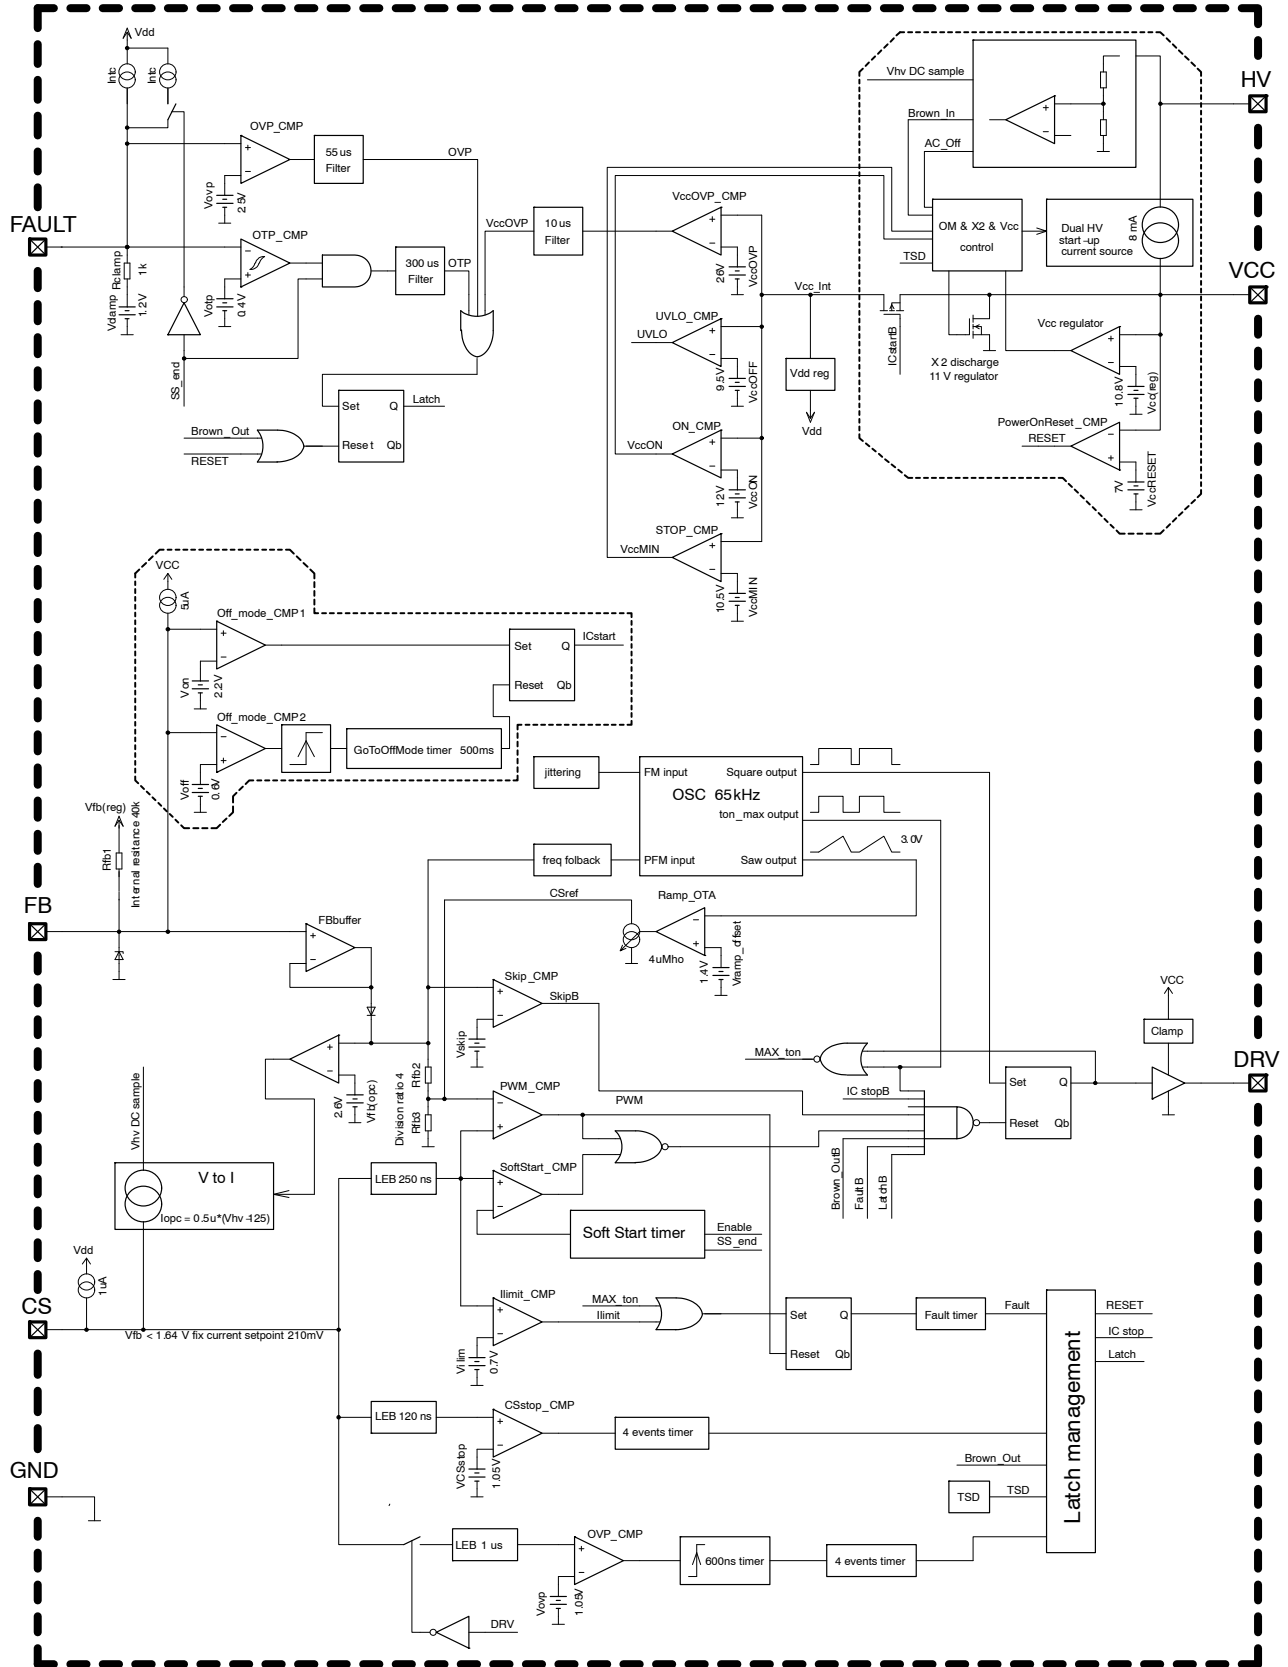 Vdd
Intc
Intc
OVP_CMP
55 us
Filter
OVP
Vovp
2.5V
FAULT
OTP_CMP
300 us
Filter
OTP
Rclamp
1k
Vclamp
1.2V
Votp
0.4V
SS_end
Brown_Out
RESET
Set
Q
Reset
Qb
Latch
VccOVP
10 us
Filter
VccOVP_CMP
26V
VccOVP
UVLO_CMP
UVLO
9.5V
VccOFF
ON_CMP
VccON
12V
VccON
STOP_CMP
VccMIN
10.5V
VccMIN
Vcc_Int
Vdd reg
Vdd
ICstartB
Vhv DC sample
Brown_In
AC_Off
OM & X2 & Vcc
control
TSD
Dual HV
start-up
current source
8 mA
HV
VCC
X2 discharge
11 V regulator
Vcc regulator
10.8V
Vcc(reg)
PowerOnReset_CMP
RESET
7V
VccRESET
VCC
5uA
Off_mode_CMP1
Von
2.2V
Set
Q
Reset
Qb
ICstart
Off_mode_CMP2
GoToOffMode timer 500ms
Voff
0.6V
Vfb(reg)
Rfb1
Internal resitance 40k
FB
FBbuffer
jittering
freq folback
FM input
Square output
OSC 65kHz
ton_max output
PFM input
Saw output
3.0V
CSref
Ramp_OTA
4uMho
1.4V
Vramp_offset
Skip_CMP
SkipB
Vskip
2.6V
Vfb(opc)
Division ratio 4
Rfb2
Rfb3
PWM_CMP
PWM
MAX_ton
IC stopB
Brown_OutB
FaultB
LatchB
Set
Q
Reset
Qb
VCC
Clamp
DRV
Vhv DC sample
V to I
Iopc = 0.5u*(Vhv-125)
LEB 250 ns
SoftStart_CMP
Soft Start timer
Enable
SS_end
Vdd
1uA
CS
Vfb < 1.64 V fix current setpoint 210mV
Ilimit_CMP
MAX_ton
Ilimit
Vilim
0.7V
Set
Q
Reset
Qb
Fault timer
Fault
Latch management
RESET
IC stop
Latch
LEB 120 ns
CSstop_CMP
VCSstop
1.05V
4 events timer
Brown_Out
TSD
TSD
GND
LEB 1 us
OVP_CMP
Vovp
1.05V
600ns timer
4 events timer
DRV